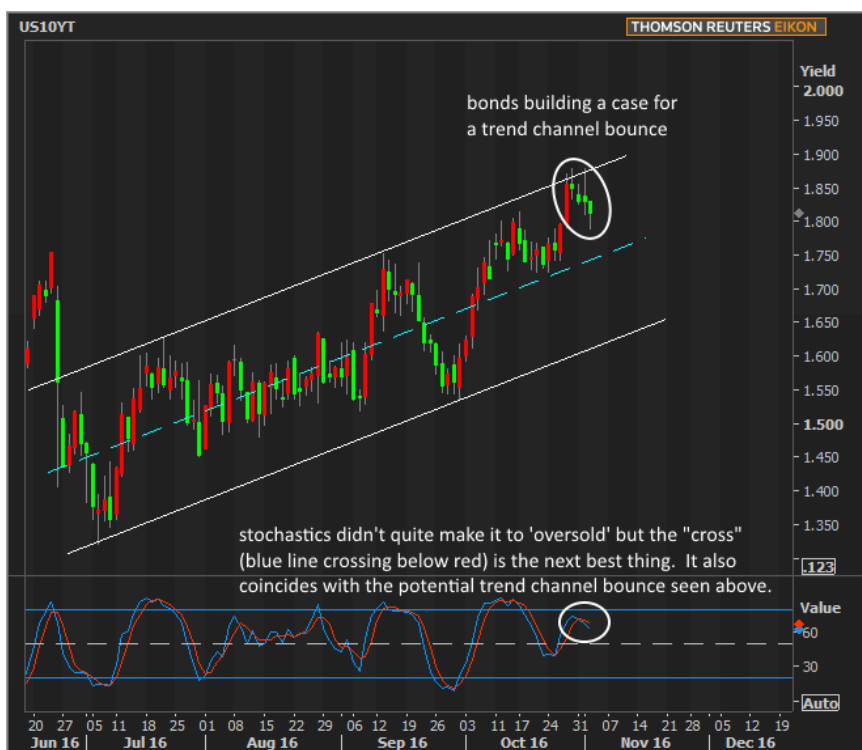 US10YT
THOMSON REUTERS EIKON
Yield
2.000
bonds building a case for
a trend channel bounce
1.950
1.900
1.850
1.800
1.750
1.700
1.650
1.600
1.550
1.500
1.450
1.400
1.350
stochastics didn't quite make it to 'oversold' but the "cross"
(blue line crossing below red) is the next best thing.  It also
coincides with the potential trend channel bounce seen above.
.123
Value
60
30
Auto
20 27 05 11 18 25 01 08 15 22 29 06 12 19 26 03 11 17 24 31 07 14 21 28 05 12 19
Jun 16 Jul 16 Aug 16 Sep 16 Oct 16 Nov 16 Dec 16